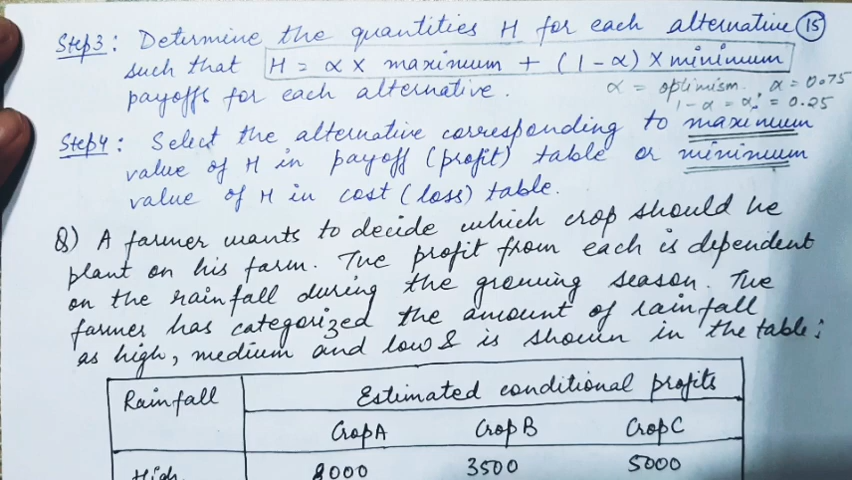 Step3: Determine the quantities H for each alternative 15
such that H = α × maximum + (1-α) × minimum
payoffs for each alternative.
α = optimism. α = 0.75
1-α = = 0.25
Step4: Select the alternative corresponding to maximum
value of H in payoff (profit) table or minimum
value of H in cost (loss) table.
Q) A farmer wants to decide which crop should he
plant on his farm. The profit from each is dependent
on the rainfall during the growing season. The
farmer has categorized the amount of rainfall
as high, medium and low & is shown in the table:
Rainfall Estimated conditional profits
Crop A Crop B Crop C
High 8000 3500 5000